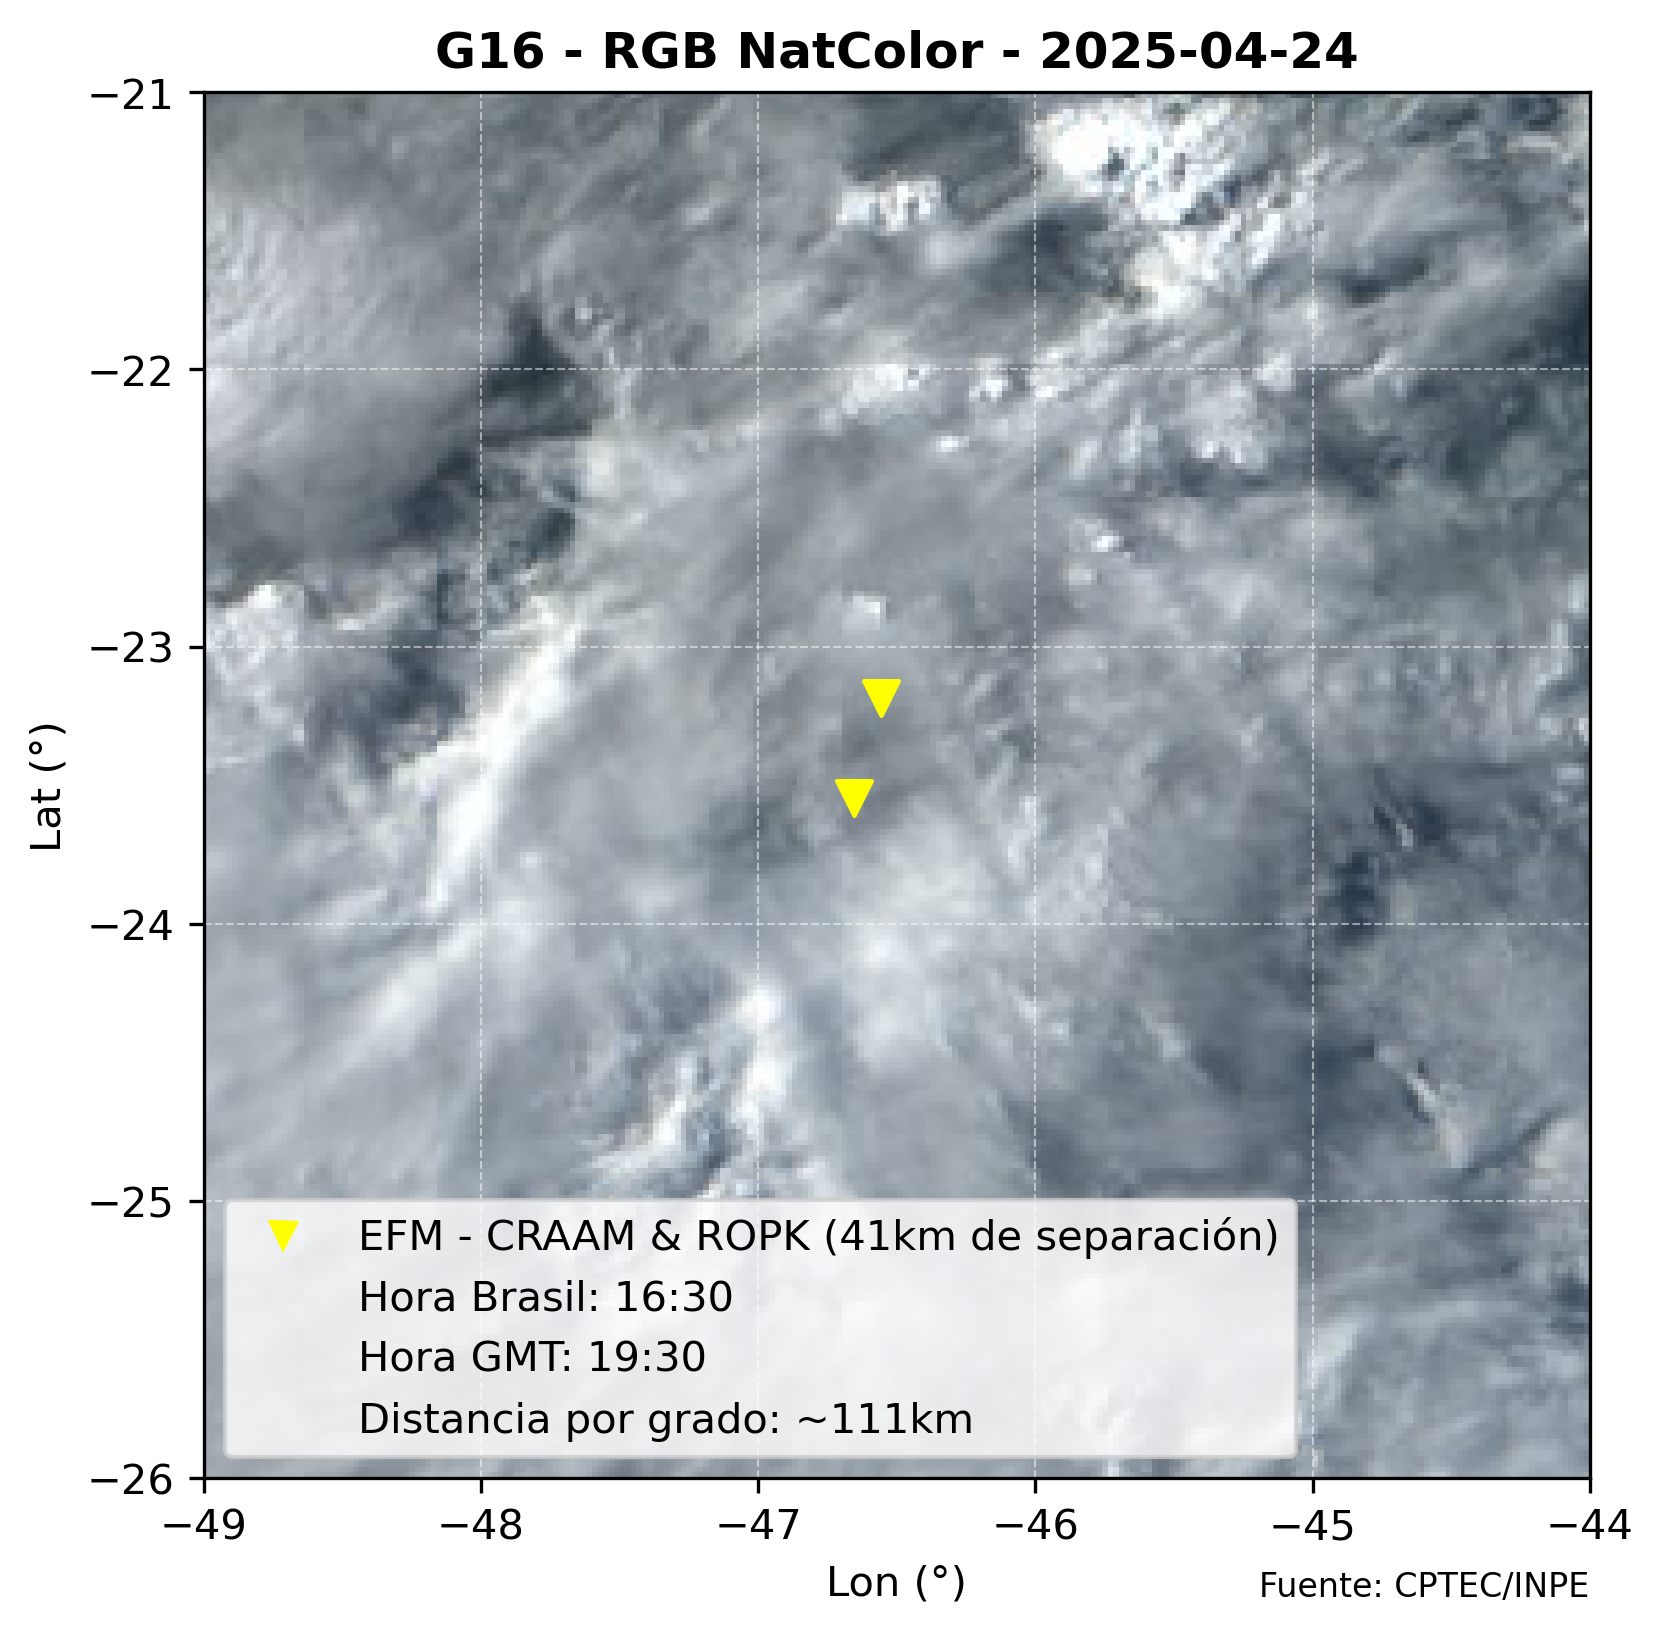 G16 - RGB NatColor - 2025-04-24
−21
−22
−23
−24
−25
−26
Lat (°)
EFM - CRAAM & ROPK (41km de separación)
Hora Brasil: 16:30
Hora GMT: 19:30
Distancia por grado: ~111km
−49 −48 −47 −46 −45 −44
Lon (°)
Fuente: CPTEC/INPE